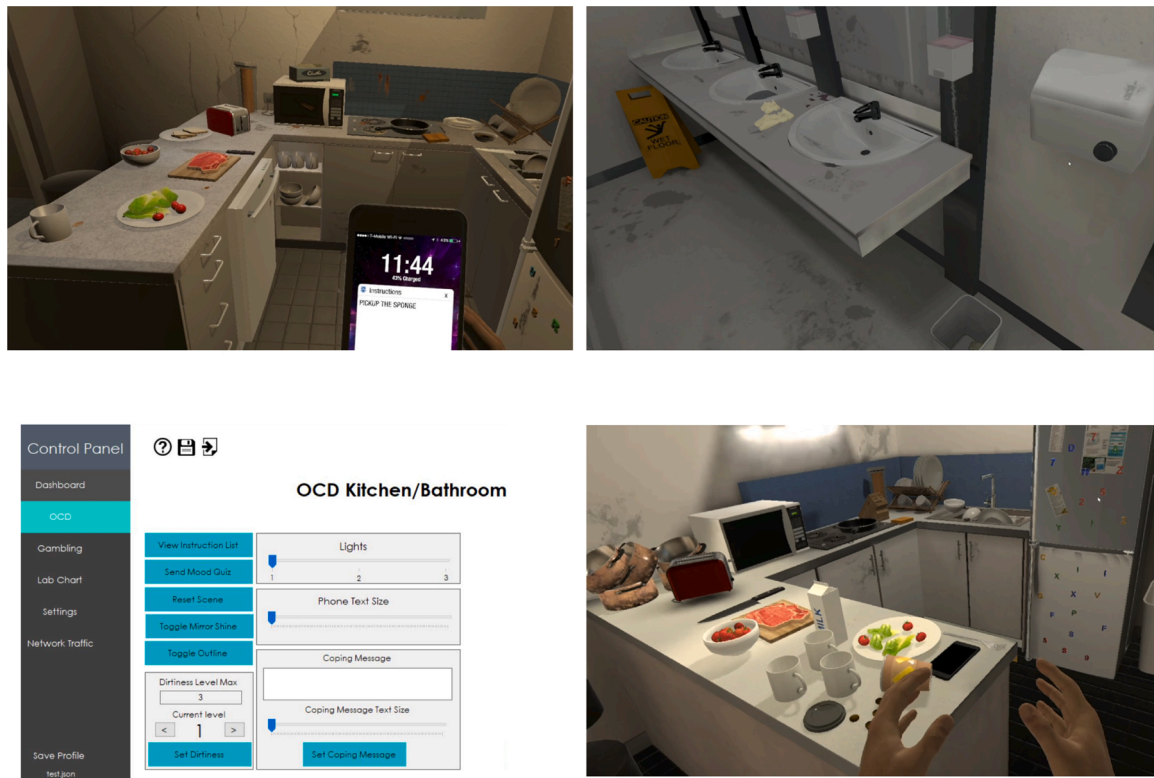 11:44
43% Charged
Instructions
x
PICKUP THE SPONGE
CAUTION
WET
FLOOR
Control Panel
Dashboard
OCD
Gambling
Lab Chart
Settings
Network Traffic
Save Profile
test.json
OCD Kitchen/Bathroom
View Instruction List
Send Mood Quiz
Reset Scene
Toggle Mirror Shine
Toggle Outline
Dirtiness Level Max
3
Current level
< 1 >
Set Dirtiness
Lights
1 2 3
Phone Text Size
Coping Message
Coping Message Text Size
Set Coping Message
MILK